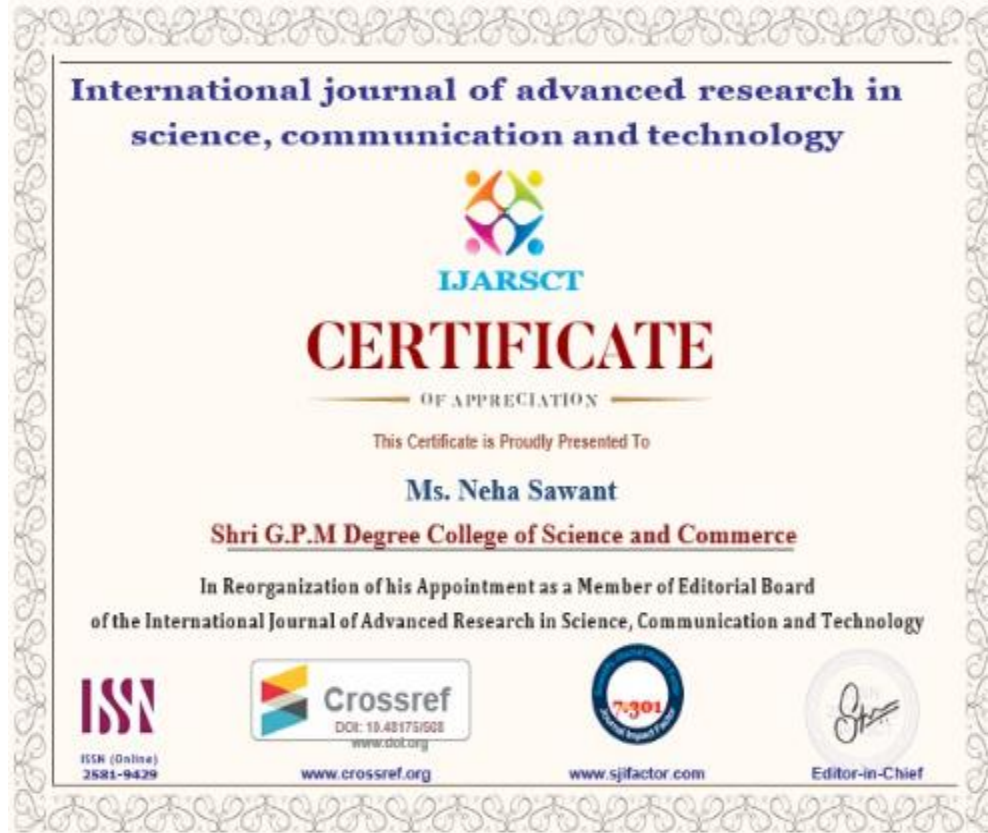 International journal of advanced research in
science, communication and technology
IJARSCT
CERTIFICATE
OF APPRECIATION
This Certificate is Proudly Presented To
Ms. Neha Sawant
Shri G.P.M Degree College of Science and Commerce
In Reorganization of his Appointment as a Member of Editorial Board
of the International Journal of Advanced Research in Science, Communication and Technology
ISSN
ISSN (Online)
2581-9429
Crossref
DOI: 10.48175/568
www.doi.org
www.crossref.org
7.301
Journal Impact Factor
www.sjifactor.com
Editor-in-Chief